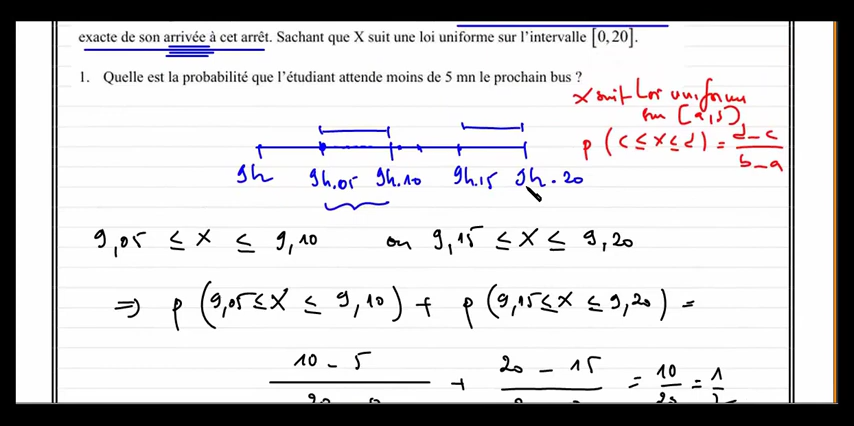 exacte de son arrivée à cet arrêt. Sachant que X suit une loi uniforme sur l'intervalle [0,20].
1. Quelle est la probabilité que l'étudiant attende moins de 5 mn le prochain bus ?
X suit Loi uniforme
sur [a,b]
p (c ≤ X ≤ d) = d-c / b-a
9h 9h.05 9h.10 9h.15 9h.20
9,05 ≤ X ≤ 9,10 ou 9,15 ≤ X ≤ 9,20
⇒ p (9,05 ≤ X ≤ 9,10) + p (9,15 ≤ X ≤ 9,20) =
10 - 5 + 20 - 15 = 10 = 1